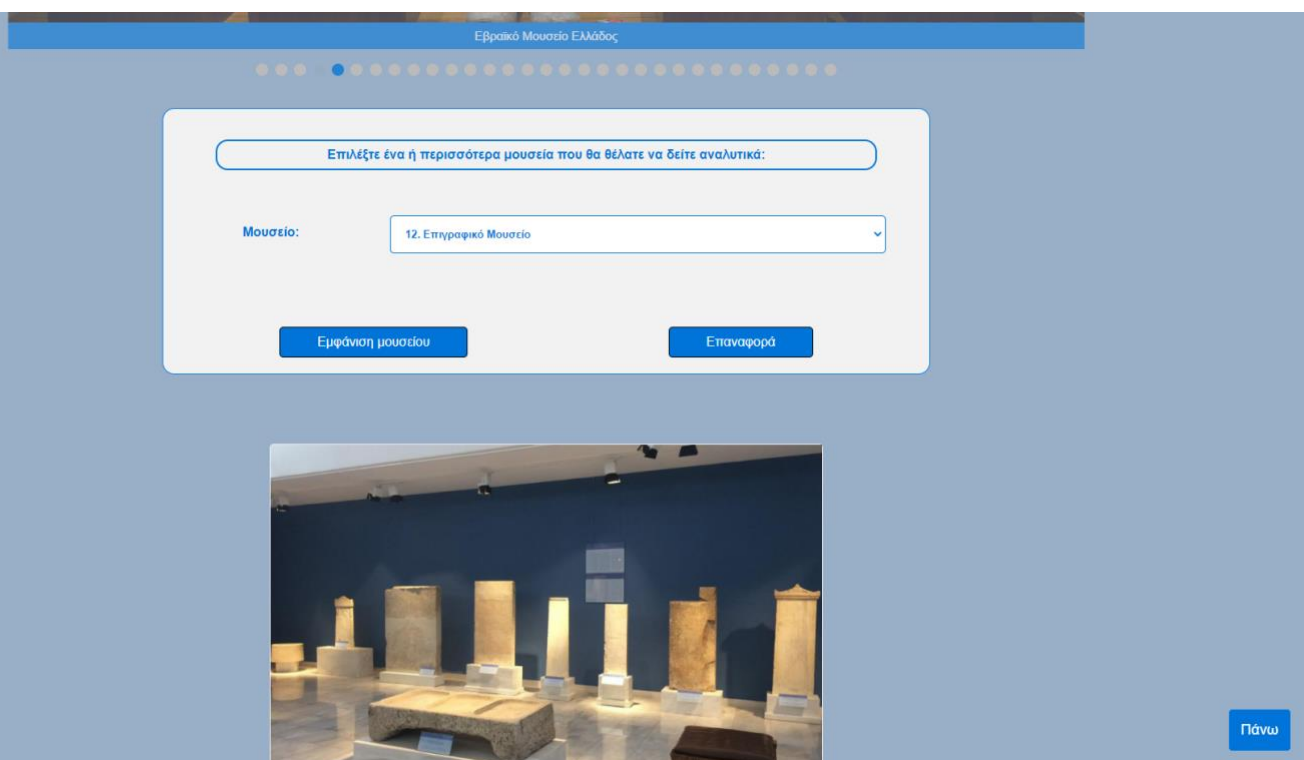 Εβραϊκό Μουσείο Ελλάδος
Επιλέξτε ένα ή περισσότερα μουσεία που θα θέλατε να δείτε αναλυτικά:
Μουσείο:
12. Επιγραφικό Μουσείο
Εμφάνιση μουσείου
Επαναφορά
Πάνω